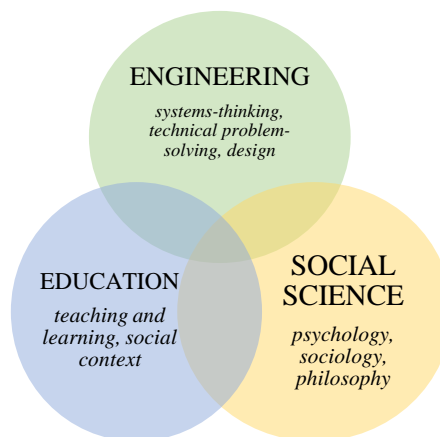 ENGINEERING
systems-thinking,
technical problem-
solving, design
EDUCATION
teaching and
learning, social
context
SOCIAL
SCIENCE
psychology,
sociology,
philosophy